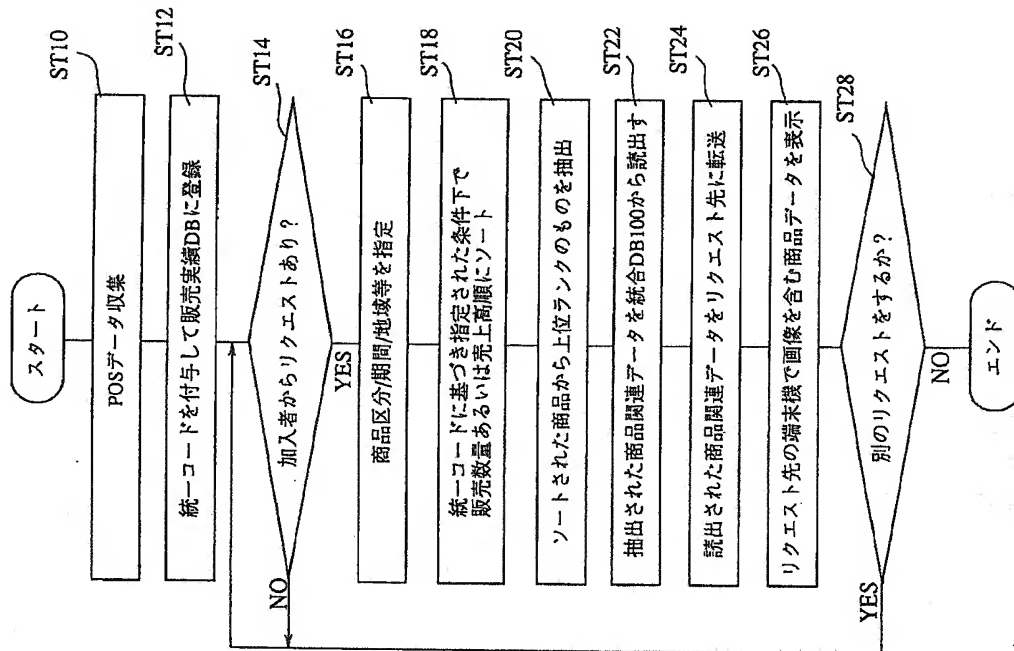 スタート
POSデータ収集
ST10
統一コードを付与して販売実績DBに登録
ST12
加入者からリクエストあり?
ST14
NO
YES
商品区分/期間/地域等を指定
ST16
統一コードに基づき指定された条件下で
販売数量あるいは売上高順にソート
ST18
ソートされた商品から上位ランクのものを抽出
ST20
抽出された商品関連データを統合DB100から読出す
ST22
読出された商品関連データをリクエスト先に転送
ST24
リクエスト先の端末機で画像を含む商品データを表示
ST26
別のリクエストをするか?
ST28
YES
NO
エンド